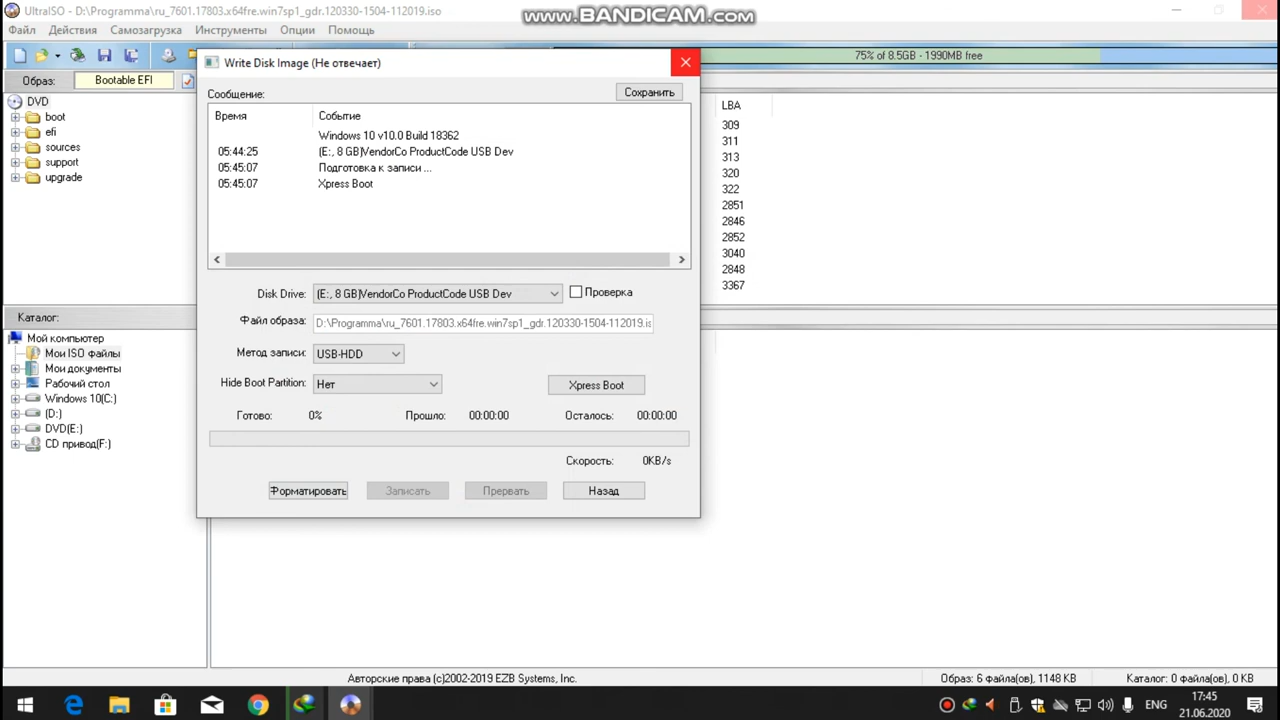 UltraISO - D:\Programma\ru_7601.17803.x64fre.win7sp1_gdr.120330-1504-112019.iso
www.BANDICAM.com
Файл Действия Самозагрузка Инструменты Опции Помощь
75% of 8.5GB - 1990MB free
Образ: Bootable EFI
Write Disk Image (Не отвечает)
Сообщение: Сохранить
Время Событие
Windows 10 v10.0 Build 18362
05:44:25 (E:, 8 GB)VendorCo ProductCode USB Dev
05:45:07 Подготовка к записи ...
05:45:07 Xpress Boot
Disk Drive: (E:, 8 GB)VendorCo ProductCode USB Dev Проверка
Файл образа: D:\Programma\ru_7601.17803.x64fre.win7sp1_gdr.120330-1504-112019.is
Метод записи: USB-HDD
Hide Boot Partition: Нет Xpress Boot
Готово: 0% Прошло: 00:00:00 Осталось: 00:00:00
Скорость: 0KB/s
Форматировать Записать Прервать Назад
DVD
boot
efi
sources
support
upgrade
LBA
309
311
313
320
322
2851
2846
2852
3040
2848
3367
Каталог:
Мой компьютер
Мои ISO файлы
Мои документы
Рабочий стол
Windows 10(C:)
(D:)
DVD(E:)
CD привод(F:)
Авторские права (c)2002-2019 EZB Systems, Inc. Образ: 6 файла(ов), 1148 KB Каталог: 0 файла(ов), 0 KB
ENG
17:45
21.06.2020